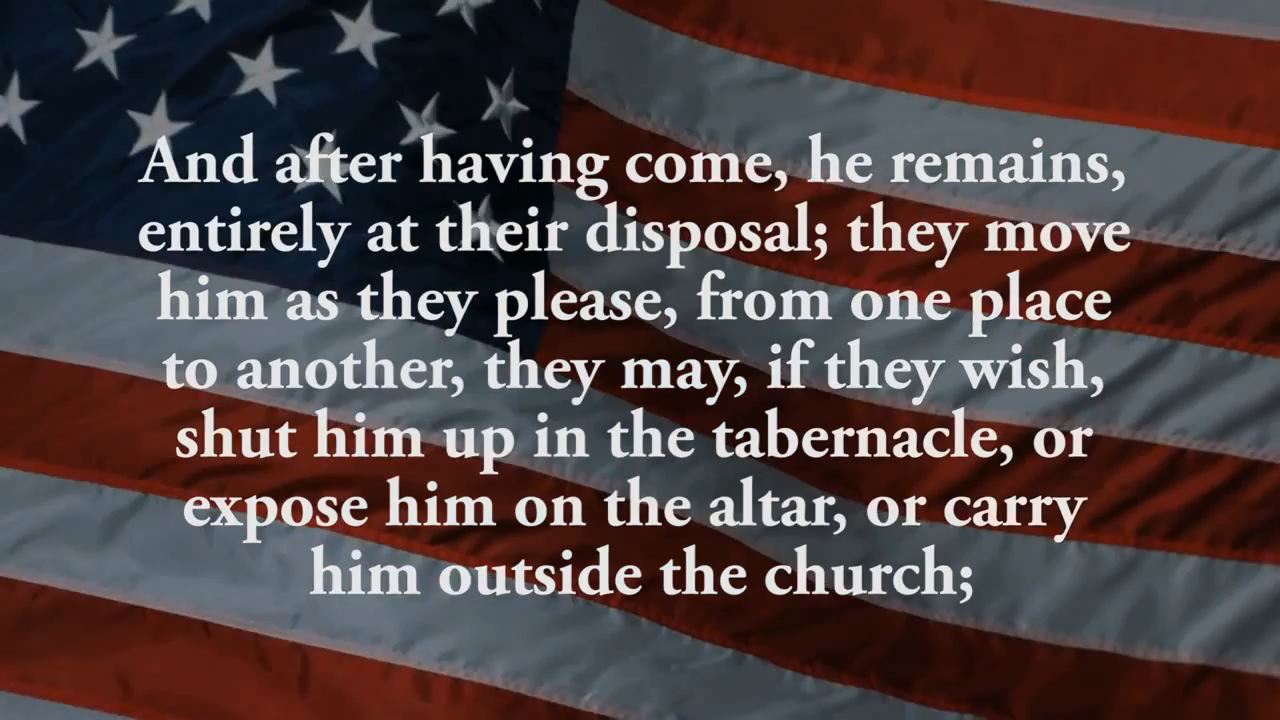 And after having come, he remains,
entirely at their disposal; they move
him as they please, from one place
to another, they may, if they wish,
shut him up in the tabernacle, or
expose him on the altar, or carry
him outside the church;